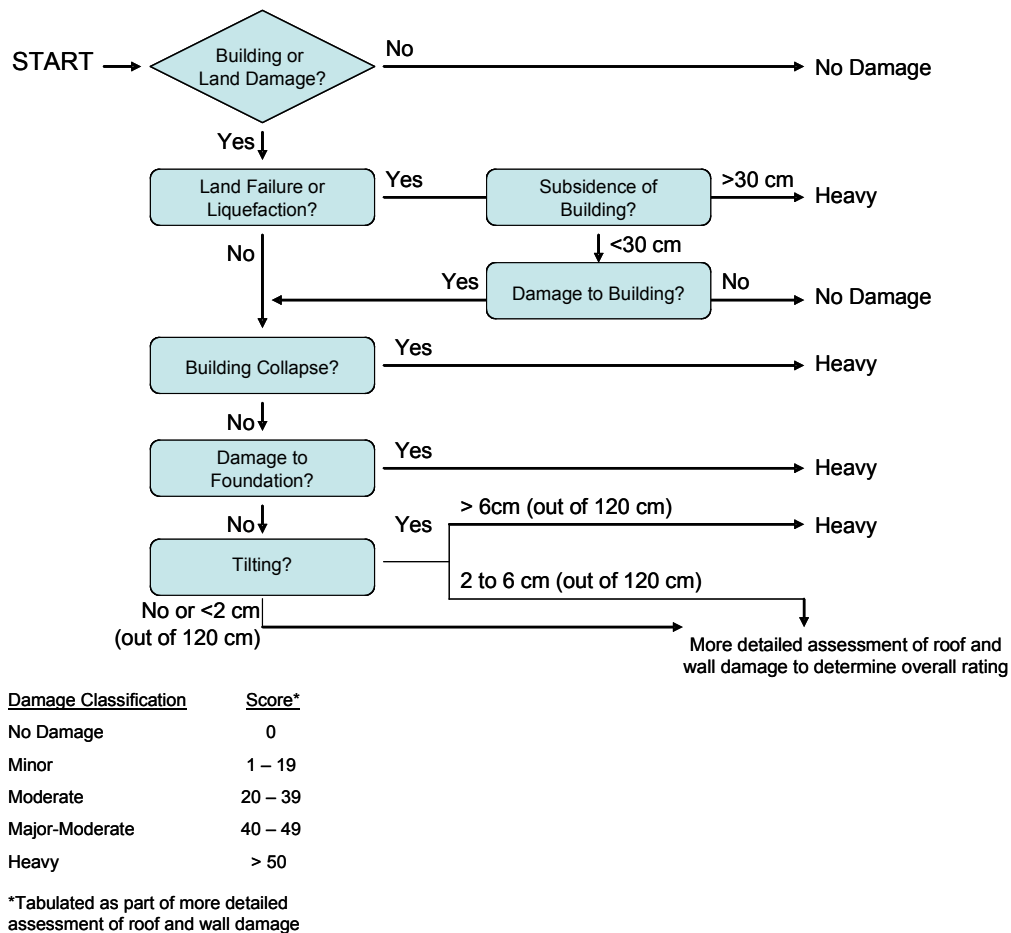 START
Building or
Land Damage?
No
No Damage
Yes
Land Failure or
Liquefaction?
Yes
Subsidence of
Building?
>30 cm
Heavy
No
<30 cm
Yes
Damage to Building?
No
No Damage
Building Collapse?
Yes
Heavy
No
Damage to
Foundation?
Yes
Heavy
No
Yes
> 6cm (out of 120 cm)
Heavy
Tilting?
2 to 6 cm (out of 120 cm)
No or <2 cm
(out of 120 cm)
More detailed assessment of roof and
wall damage to determine overall rating
Damage Classification Score*
No Damage 0
Minor 1 – 19
Moderate 20 – 39
Major-Moderate 40 – 49
Heavy > 50
*Tabulated as part of more detailed
assessment of roof and wall damage